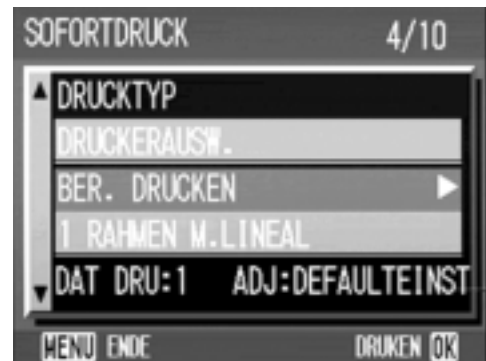 SOFORTDRUCK 4/10
DRUCKTYP
DRUCKERAUSW.
BER. DRUCKEN
1 RAHMEN M.LINEAL
DAT DRU:1 ADJ:DEFAULTEINST
MENU ENDE DRUKEN OK